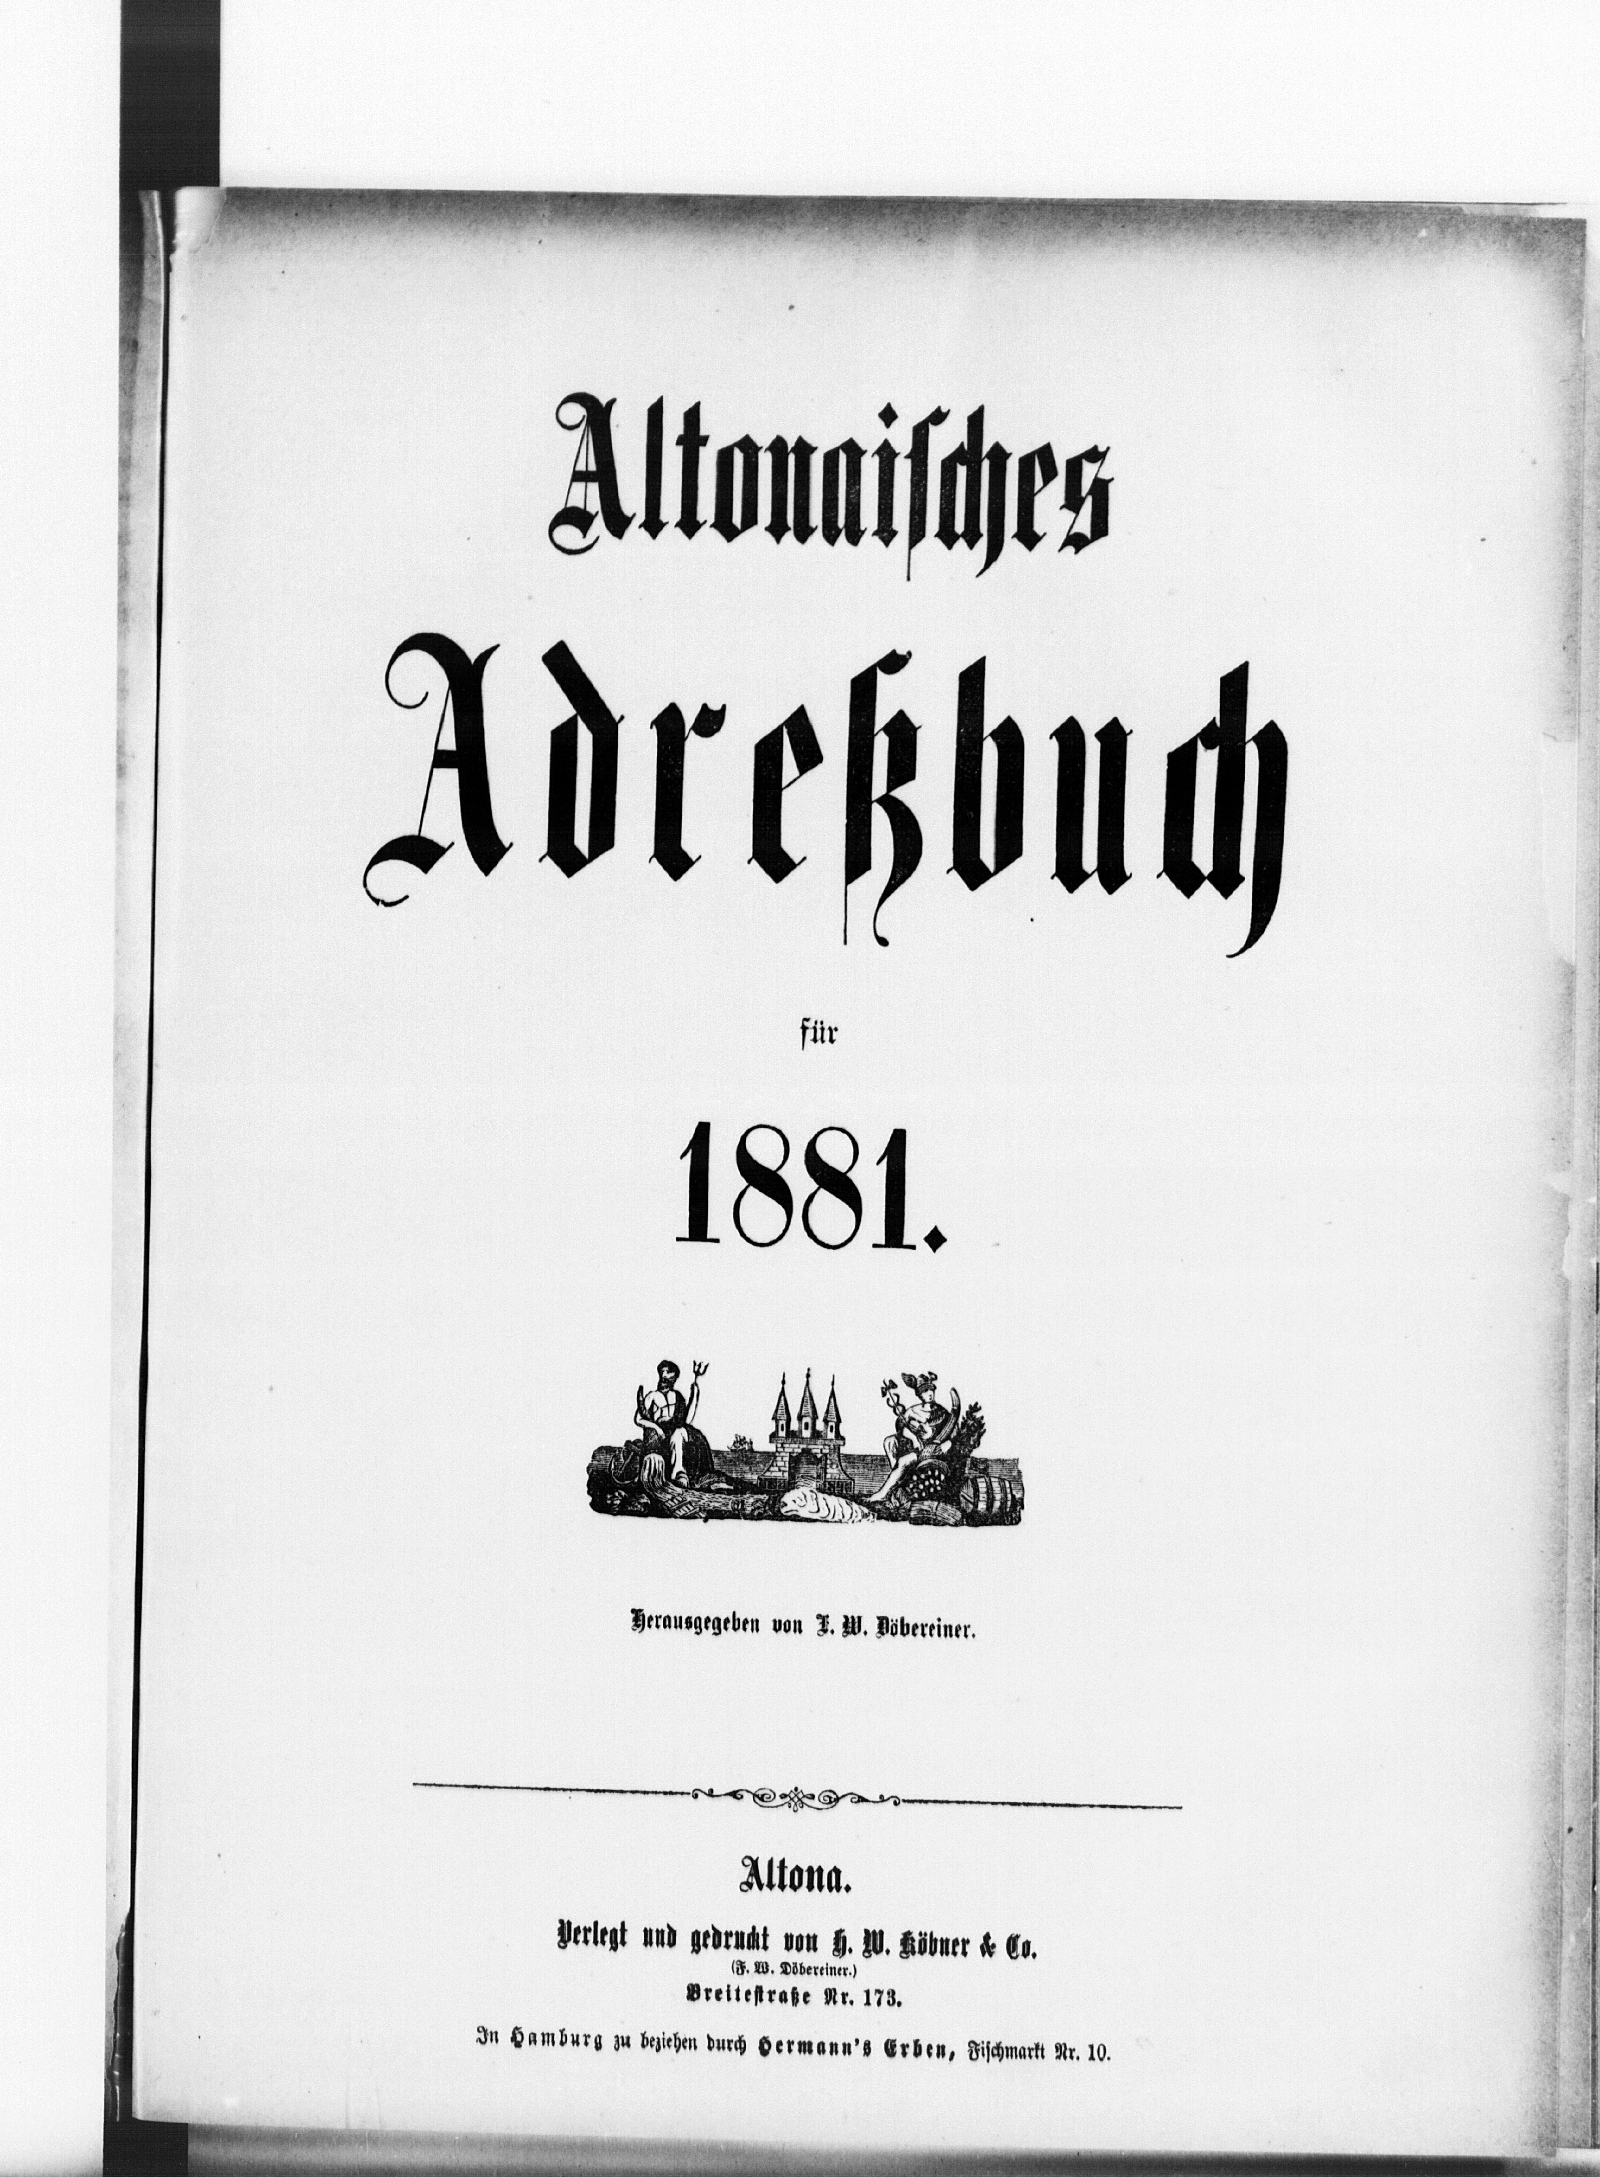 Altonaisches
Adreßbuch
für
1881.
Herausgegeben von F. W. Döbereiner.
Altona.
Verlegt und gedruckt von H. W. Köbner & Co.
(F. W. Döbereiner.)
Breitestraße Nr. 173.
In Hamburg zu beziehen durch Hermann's Erben, Fischmarkt Nr. 10.